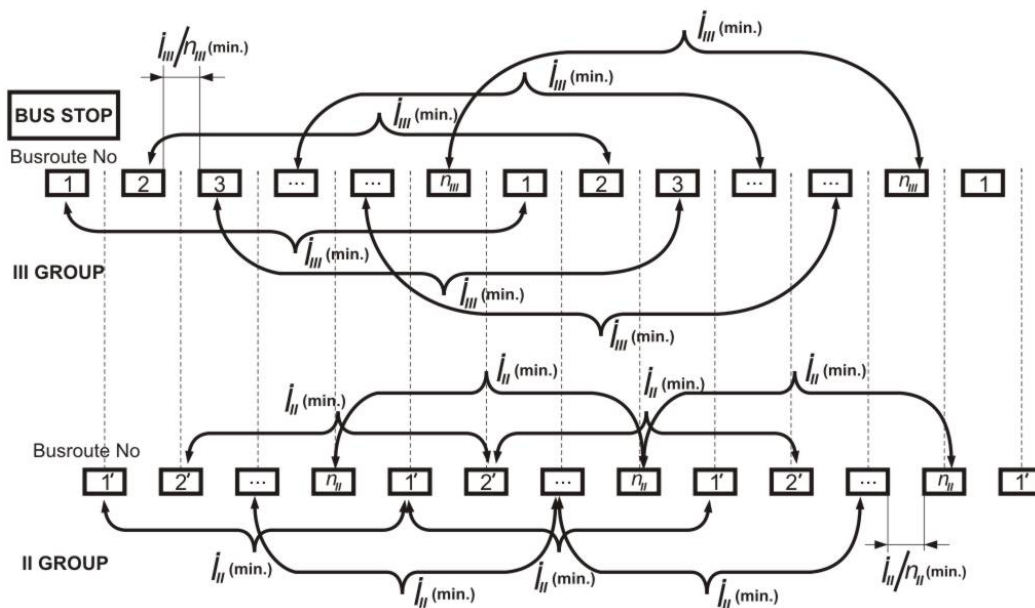 i_III (min.)
i_III/n_III (min.)
i_III (min.)
BUS STOP
i_III (min.)
Busroute No
1 2 3 ... ... n_III 1 2 3 ... ... n_III 1
i_III (min.)
III GROUP
i_III (min.)
i_III (min.)
i_II (min.) i_II (min.) i_II (min.) i_II (min.)
Busroute No
1' 2' ... n_II 1' 2' ... n_II 1' 2' ... n_II 1'
II GROUP
i_II (min.) i_II (min.) i_II (min.) i_II (min.) i_II/n_II (min.)